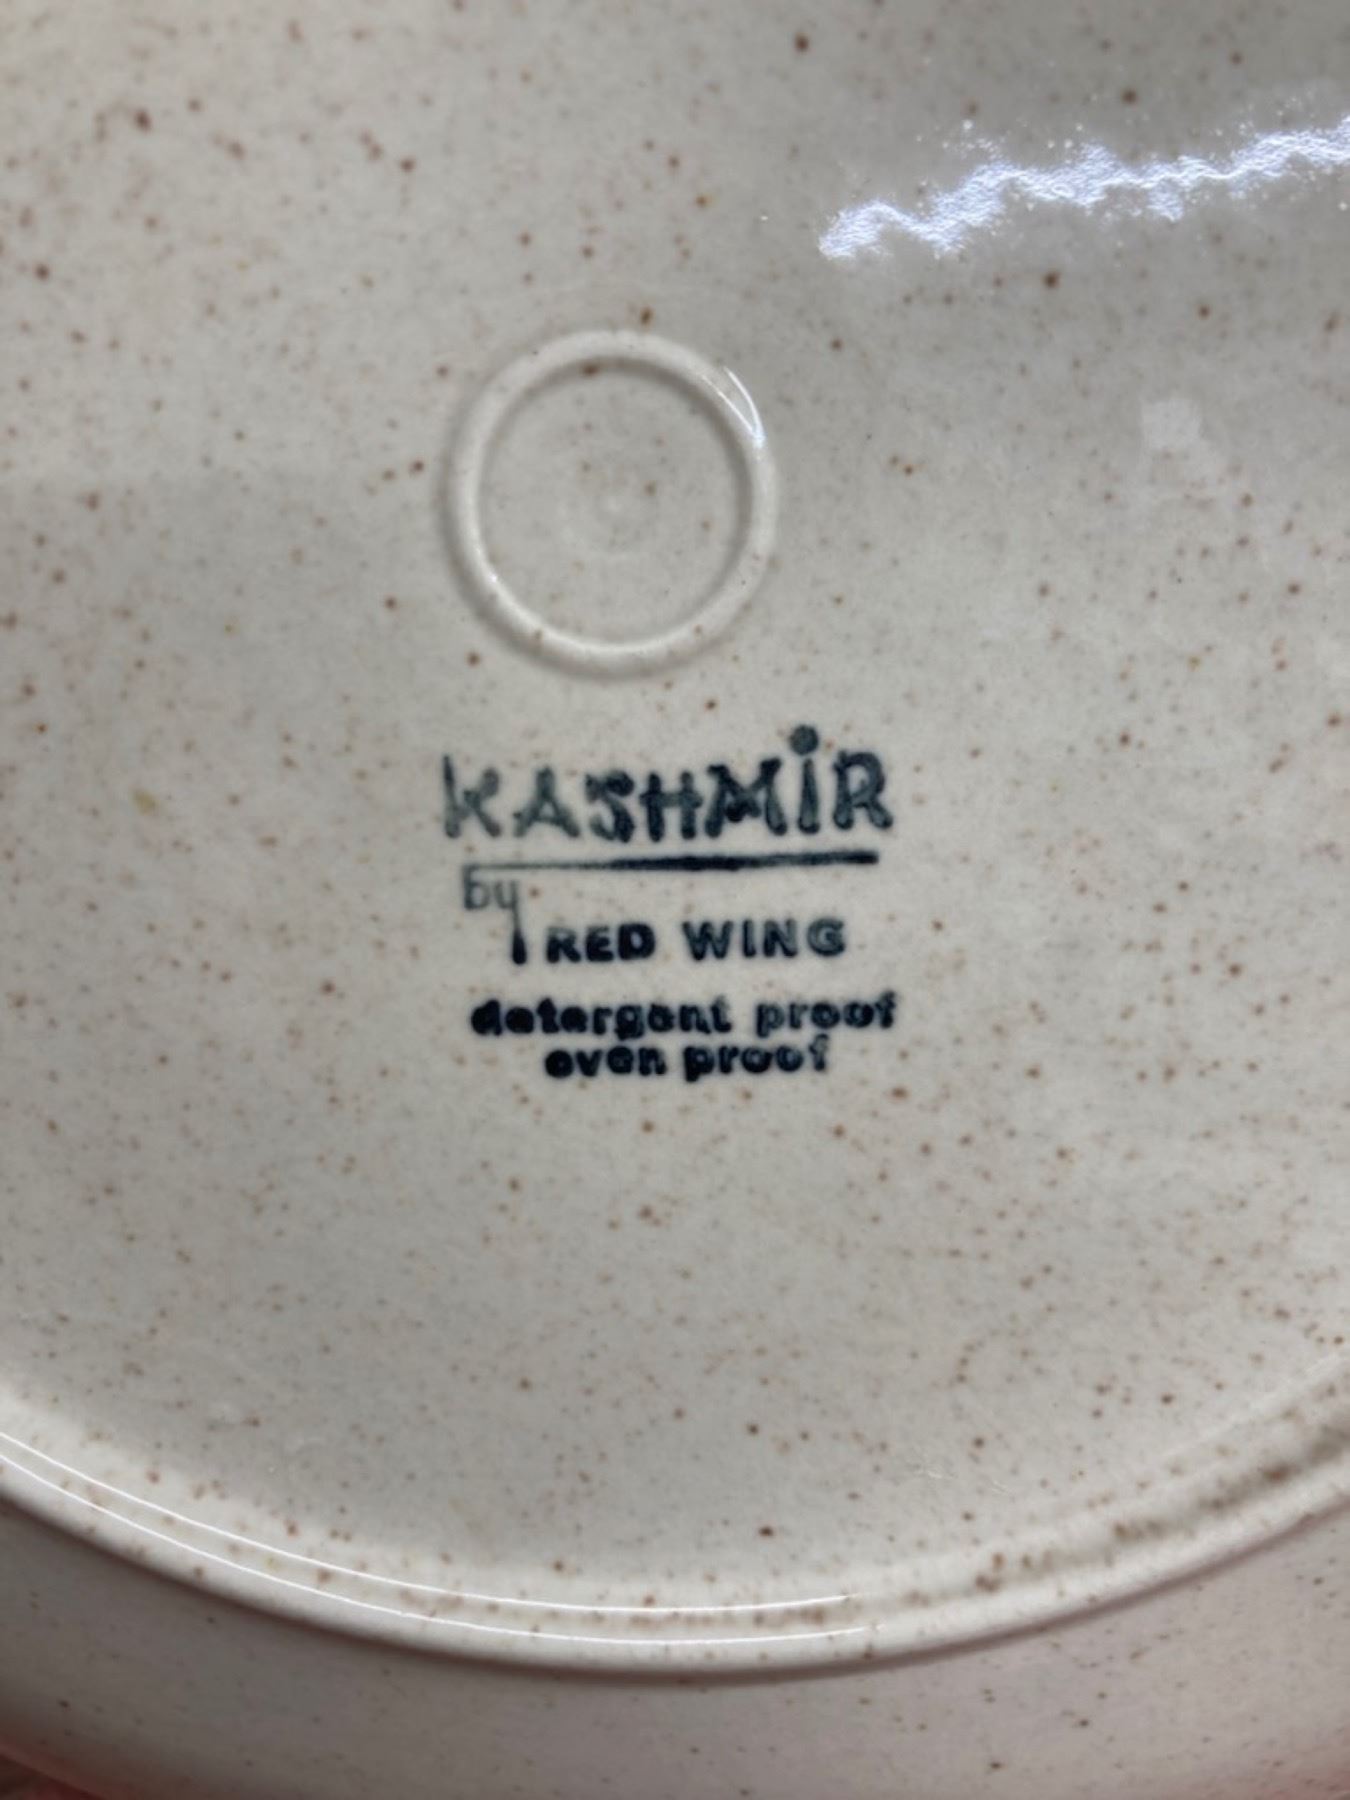 KASHMiR
by
RED WING
detergent proof
oven proof